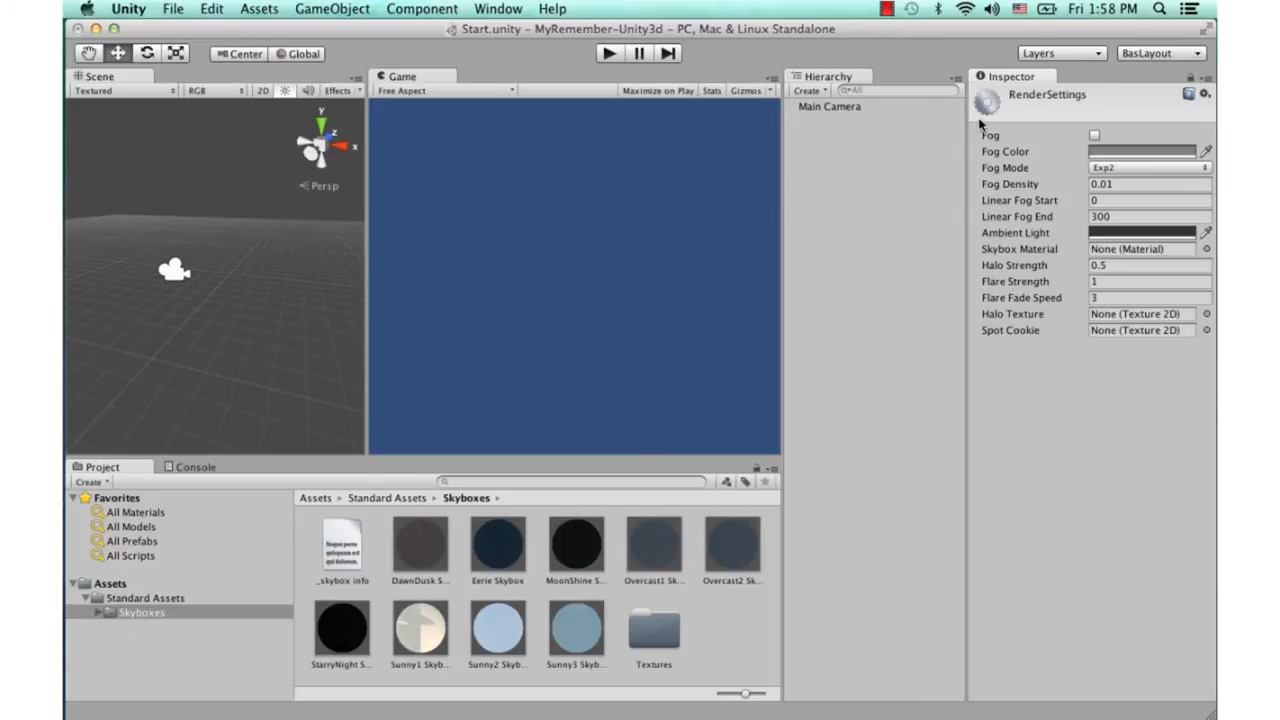 Unity File Edit Assets GameObject Component Window Help Fri 1:58 PM
Start.unity - MyRemember-Unity3d - PC, Mac & Linux Standalone
Center Global Layers BasLayout
Scene
Textured RGB 2D Effects
y
z
x
Persp
Game
Free Aspect Maximize on Play Stats Gizmos
Hierarchy
Create All
Main Camera
Inspector
RenderSettings
Fog
Fog Color
Fog Mode Exp2
Fog Density 0.01
Linear Fog Start 0
Linear Fog End 300
Ambient Light
Skybox Material None (Material)
Halo Strength 0.5
Flare Strength 1
Flare Fade Speed 3
Halo Texture None (Texture 2D)
Spot Cookie None (Texture 2D)
Project Console
Create
Favorites
All Materials
All Models
All Prefabs
All Scripts
Assets
Standard Assets
Skyboxes
Assets Standard Assets Skyboxes
_skybox info DawnDusk S... Eerie Skybox MoonShine S... Overcast1 Sk... Overcast2 Sk...
StarryNight S... Sunny1 Skyb... Sunny2 Skyb... Sunny3 Skyb... Textures